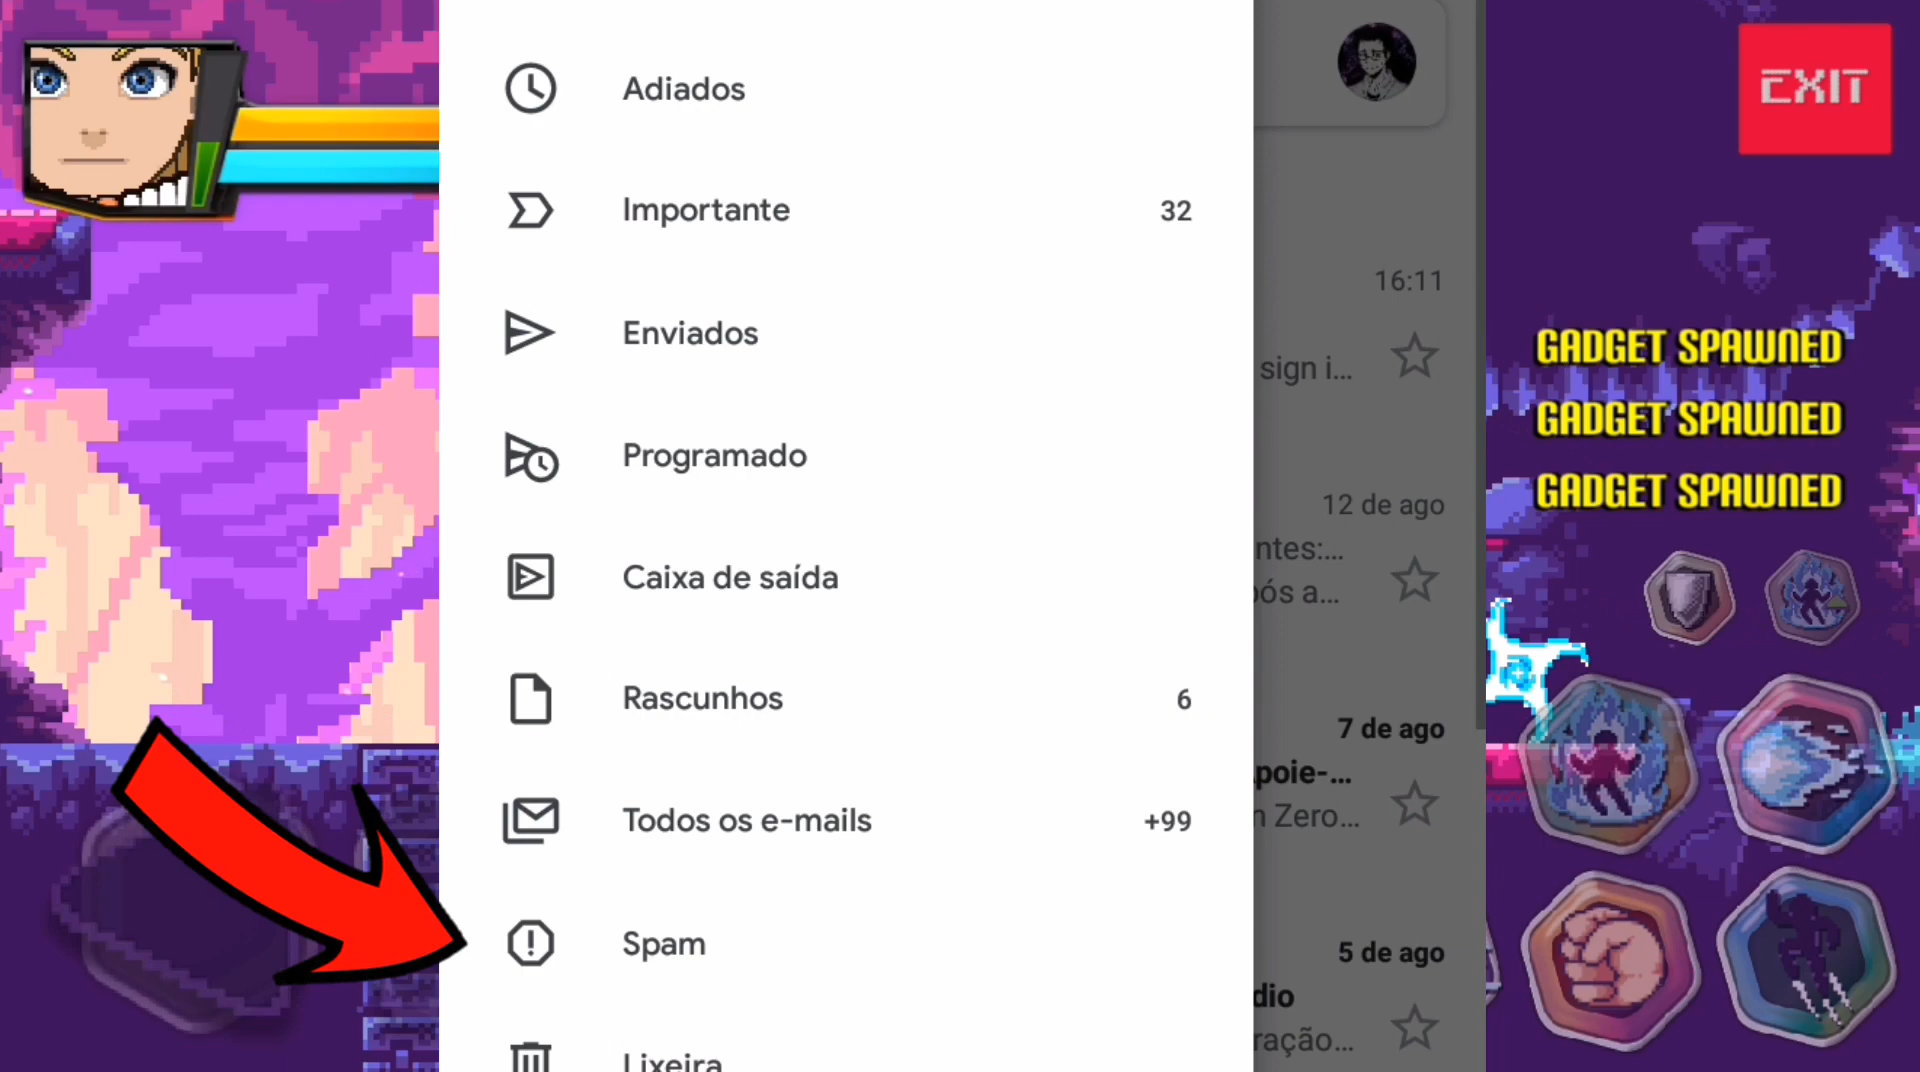 Adiados
Importante 32
Enviados
Programado
Caixa de saída
Rascunhos 6
Todos os e-mails +99
Spam
Lixeira
16:11
sign i...
12 de ago
ntes:...
ós a...
7 de ago
poie-...
Zero...
5 de ago
dio
ração...
EXIT
GADGET SPAWNED
GADGET SPAWNED
GADGET SPAWNED